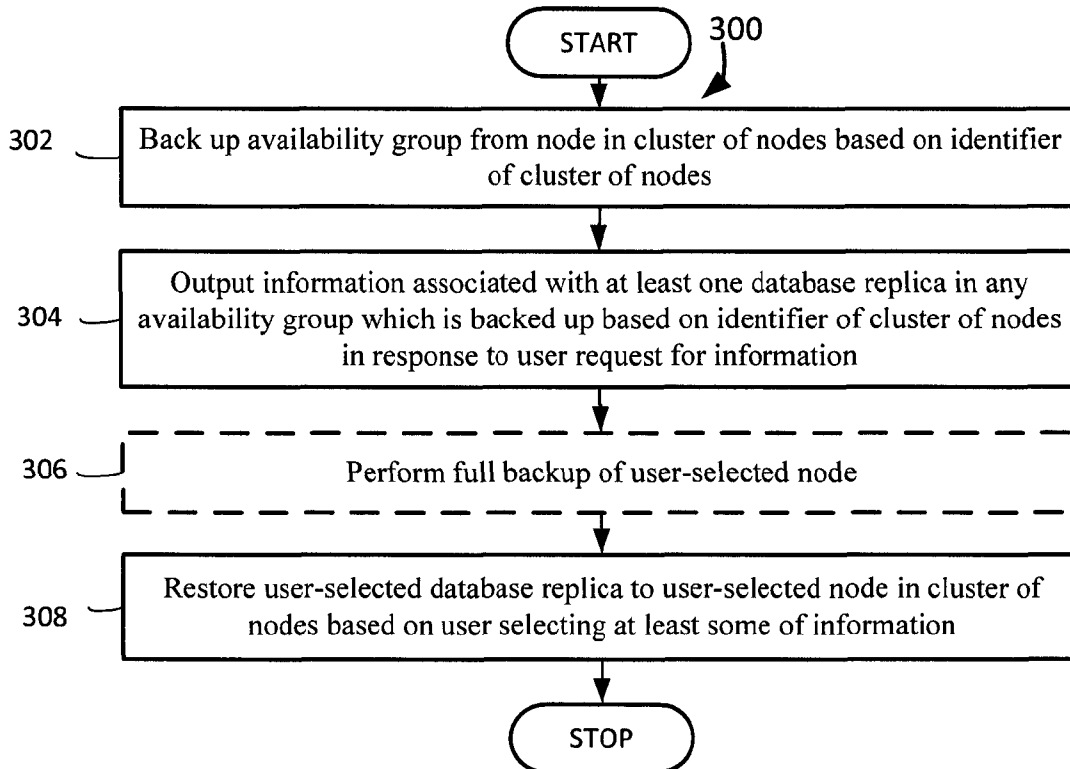 START
300
302
Back up availability group from node in cluster of nodes based on identifier
of cluster of nodes
304
Output information associated with at least one database replica in any
availability group which is backed up based on identifier of cluster of nodes
in response to user request for information
306
Perform full backup of user-selected node
308
Restore user-selected database replica to user-selected node in cluster of
nodes based on user selecting at least some of information
STOP